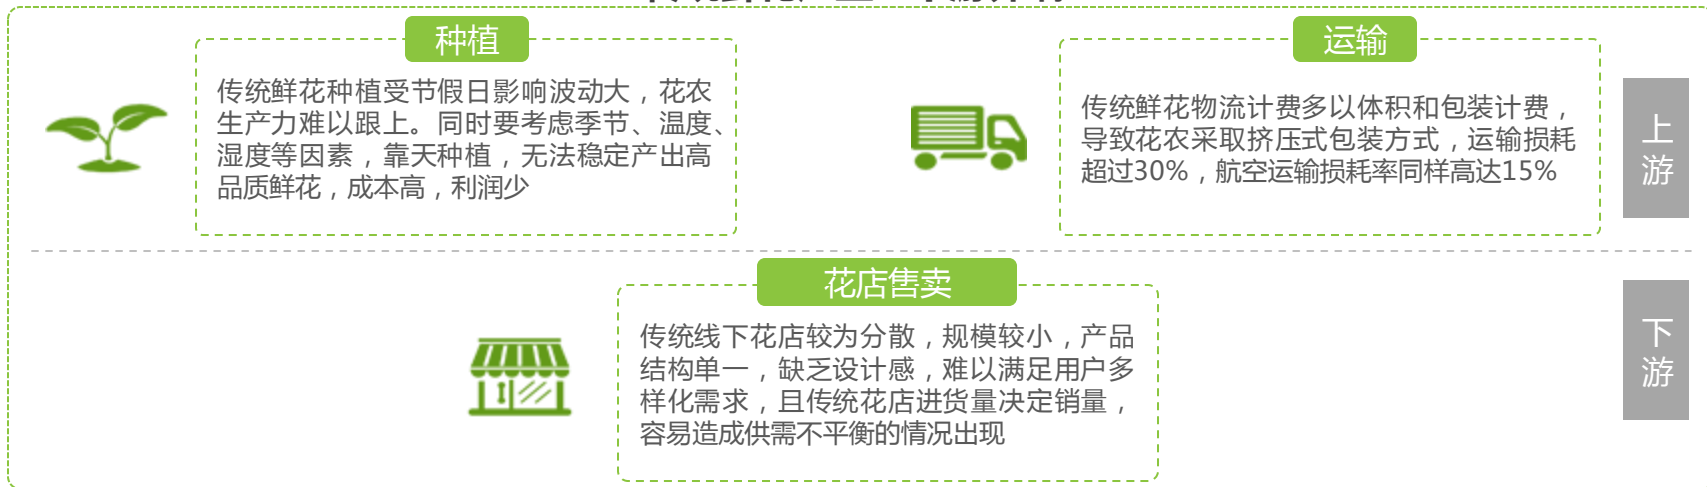 种植
传统鲜花种植受节假日影响波动大，花农
生产力难以跟上。同时要考虑季节、温度、
湿度等因素，靠天种植，无法稳定产出高
品质鲜花，成本高，利润少
运输
传统鲜花物流计费多以体积和包装计费，
导致花农采取挤压式包装方式，运输损耗
超过30%，航空运输损耗率同样高达15%
上
游
花店售卖
传统线下花店较为分散，规模较小，产品
结构单一，缺乏设计感，难以满足用户多
样化需求，且传统花店进货量决定销量，
容易造成供需不平衡的情况出现
下
游